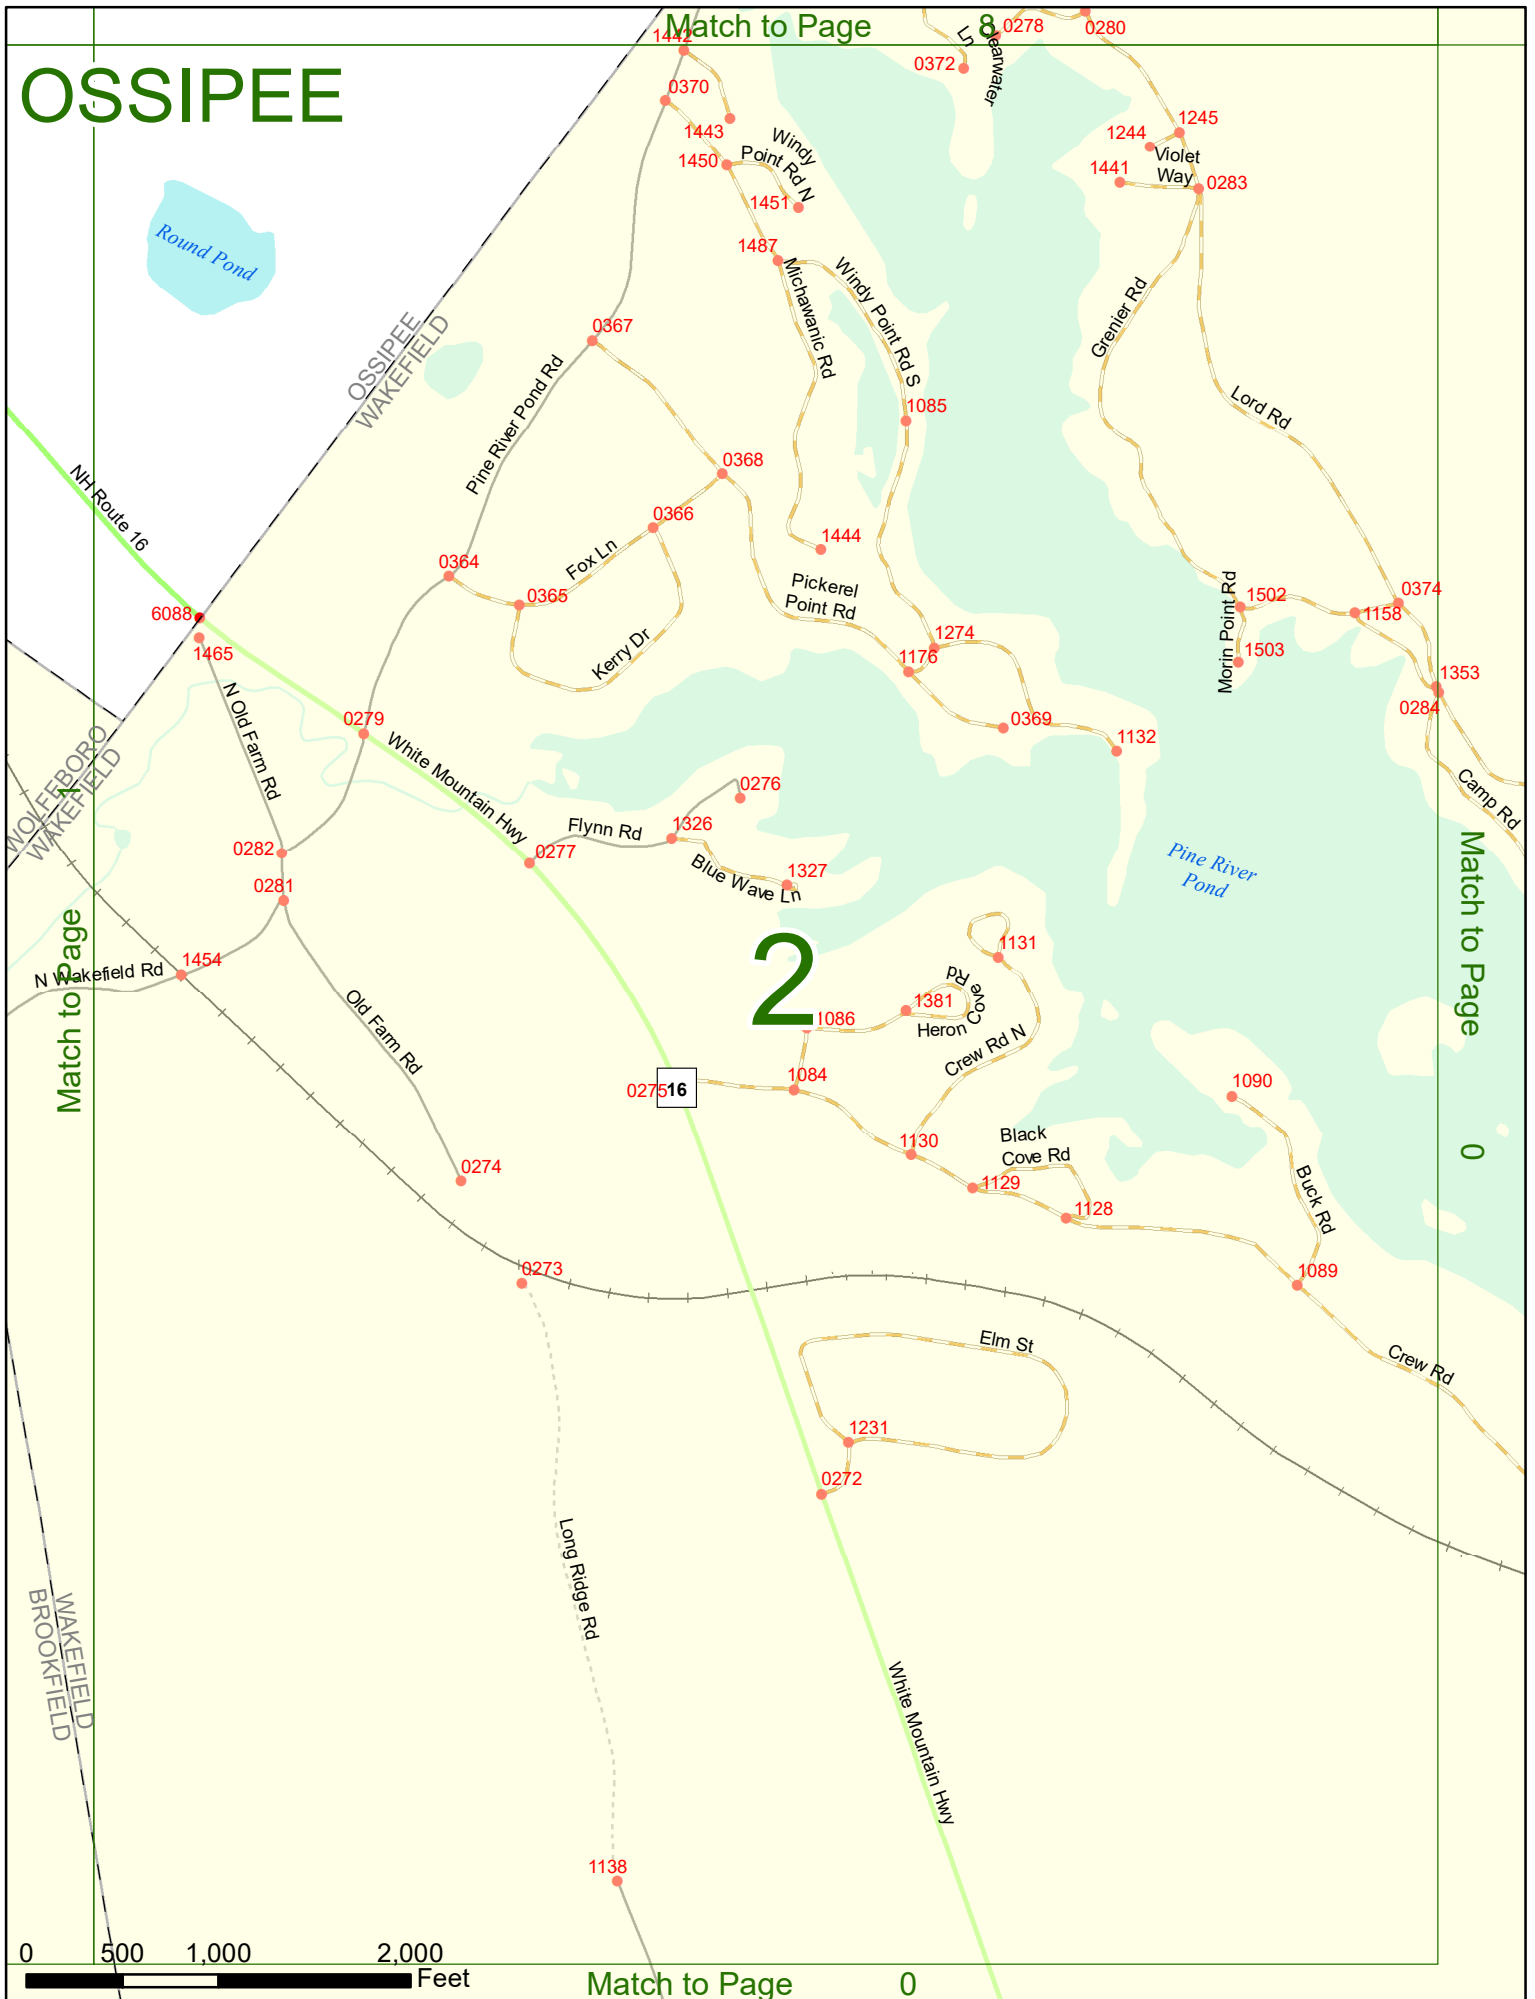 Match to Page 8
OSSIPEE
1442
0278
0280
Ln
learwater
0372
0370
1443
1450
Windy
Point Rd N
1451
1244
1245
Violet
Way
1441
0283
Round Pond
1487
Michawanic Rd
Windy Point Rd S
Grenier Rd
Lord Rd
OSSIPEE
WAKEFIELD
0367
Pine River Pond Rd
1085
NH Route 16
0368
0366
1444
0364
Fox Ln
0365
Pickerel
Point Rd
Kerry Dr
6088
1465
N Old Farm Rd
1274
1176
0369
1132
Morin Point Rd
1502
1503
1158
0374
1353
0284
Camp Rd
0279
White Mountain Hwy
WOLFEBORO
WAKEFIELD
0276
Flynn Rd
1326
0277
Blue Wave Ln
1327
0282
0281
Pine River
Pond
Match to Page 1
Match to Page 0
N Wakefield Rd
1454
Old Farm Rd
2
1131
1381
Heron Cove Rd
1086
Crew Rd N
0275
16
1084
1090
1130
Black
Cove Rd
1129
1128
Buck Rd
0274
0273
1089
Crew Rd
Elm St
1231
0272
Long Ridge Rd
WAKEFIELD
BROOKFIELD
White Mountain Hwy
1138
0 500 1,000 2,000
Feet
Match to Page 0